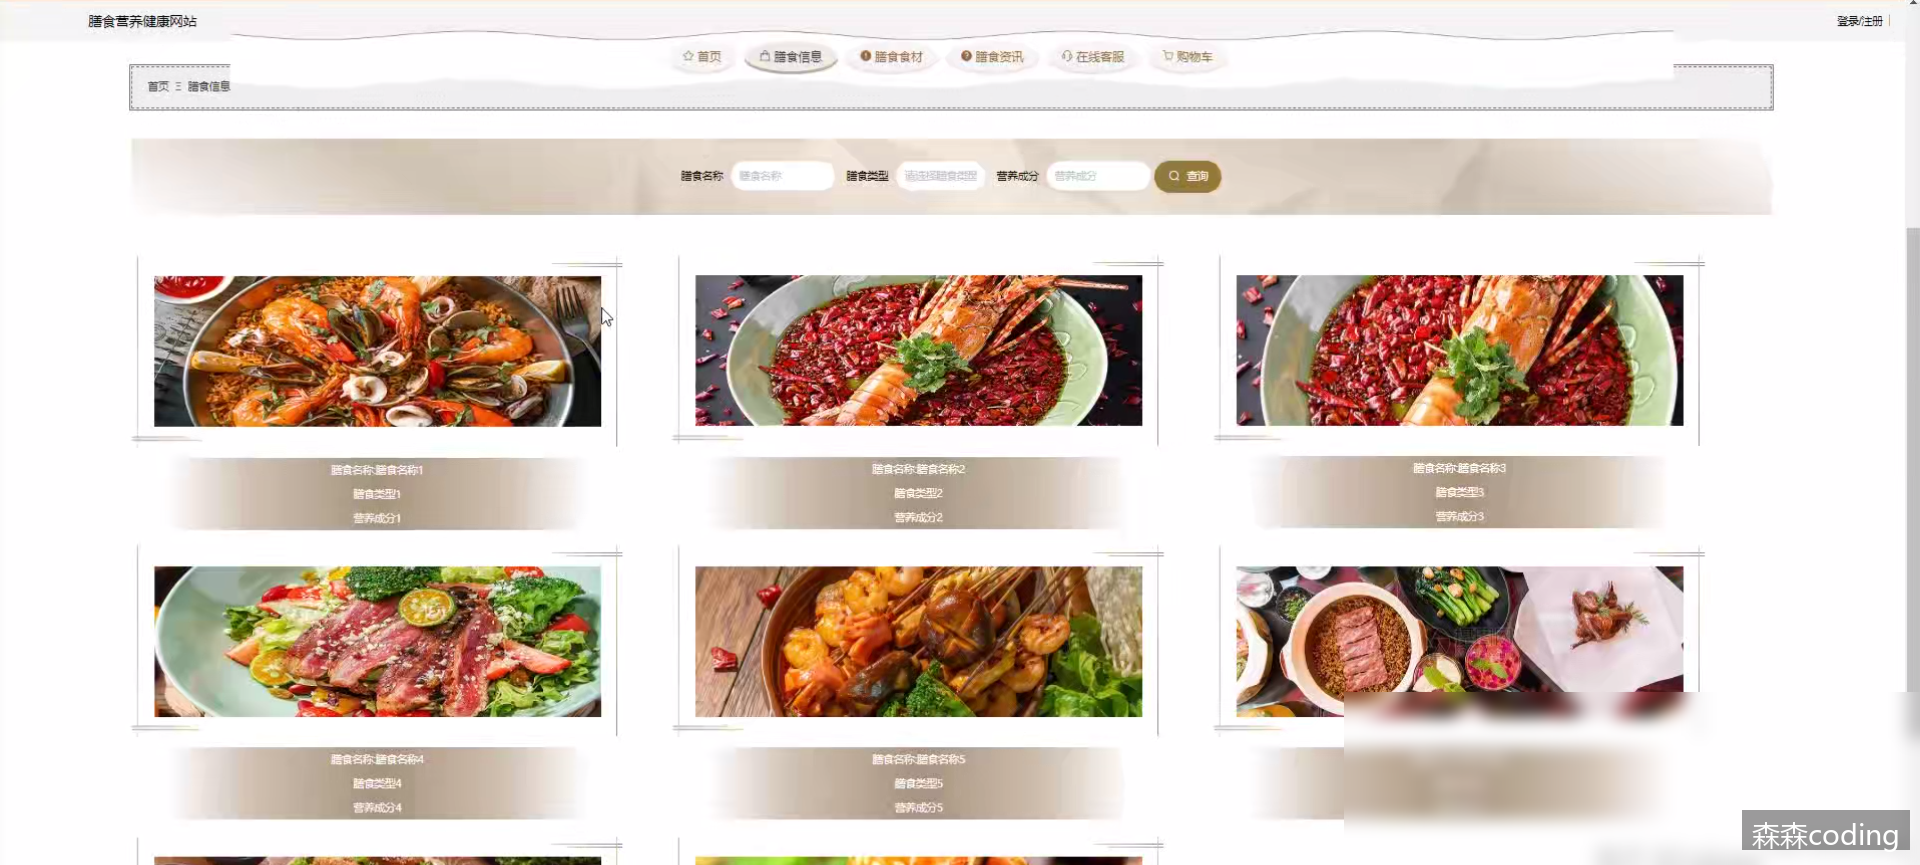 膳食营养健康网站
登录/注册
首页 膳食信息 膳食食材 膳食资讯 在线客服 购物车
首页 Ξ 膳食信息
膳食名称 膳食名称 膳食类型 请选择膳食类型 营养成分 营养成分 查询
膳食名称:膳食名称1
膳食类型1
营养成分1
膳食名称:膳食名称2
膳食类型2
营养成分2
膳食名称:膳食名称3
膳食类型3
营养成分3
膳食名称:膳食名称4
膳食类型4
营养成分4
膳食名称:膳食名称5
膳食类型5
营养成分5
森森coding